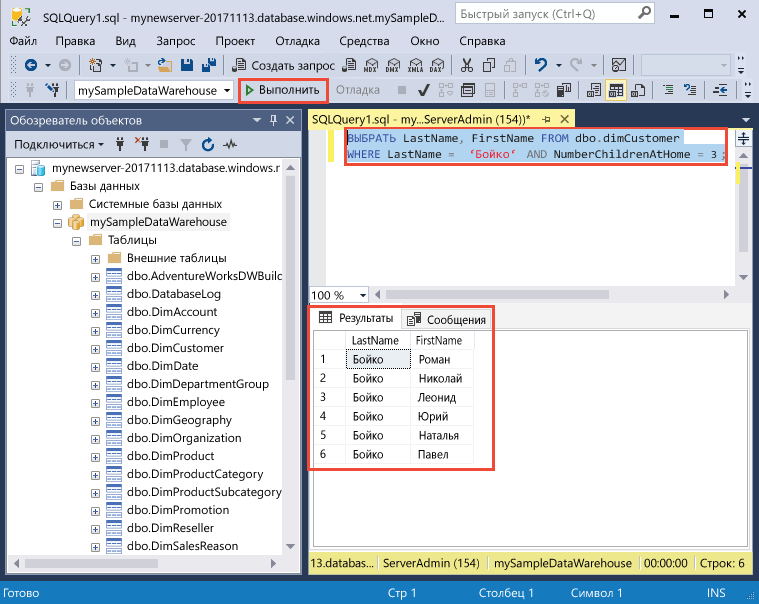 SQLQuery1.sql - mynewserver-20171113.database.windows.net.mySampleD...
Быстрый запуск (Ctrl+Q)
Файл Правка Вид Запрос Проект Отладка Средства Окно Справка
Создать запрос MDX DMX XMLA DAX
mySampleDataWarehouse Выполнить Отладка
Обозреватель объектов
Подключиться
mynewserver-20171113.database.windows.r
Базы данных
Системные базы данных
mySampleDataWarehouse
Таблицы
Внешние таблицы
dbo.AdventureWorksDWBuild
dbo.DatabaseLog
dbo.DimAccount
dbo.DimCurrency
dbo.DimCustomer
dbo.DimDate
dbo.DimDepartmentGroup
dbo.DimEmployee
dbo.DimGeography
dbo.DimOrganization
dbo.DimProduct
dbo.DimProductCategory
dbo.DimProductSubcategory
dbo.DimPromotion
dbo.DimReseller
dbo.DimSalesReason
SQLQuery1.sql - my...ServerAdmin (154))*
ВЫБРАТЬ LastName, FirstName FROM dbo.dimCustomer
WHERE LastName = ‘Бойко‘ AND NumberChildrenAtHome = 3;
100 %
Результаты Сообщения
LastName FirstName
1 Бойко Роман
2 Бойко Николай
3 Бойко Леонид
4 Бойко Юрий
5 Бойко Наталья
6 Бойко Павел
13.databas... ServerAdmin (154) mySampleDataWarehouse 00:00:00 Строк: 6
Готово Стр 1 Столбец 1 Символ 1 INS